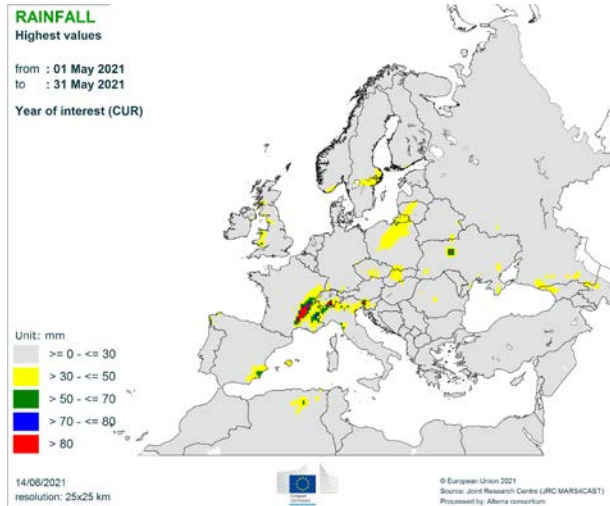 RAINFALL
Highest values
from : 01 May 2021
to : 31 May 2021
Year of interest (CUR)
Unit: mm
>= 0 - <= 30
> 30 - <= 50
> 50 - <= 70
> 70 - <= 80
> 80
14/06/2021
resolution: 25x25 km
European
Commission
© European Union 2021
Source: Joint Research Centre (JRC MARS4CAST)
Processed by: Alterra consortium